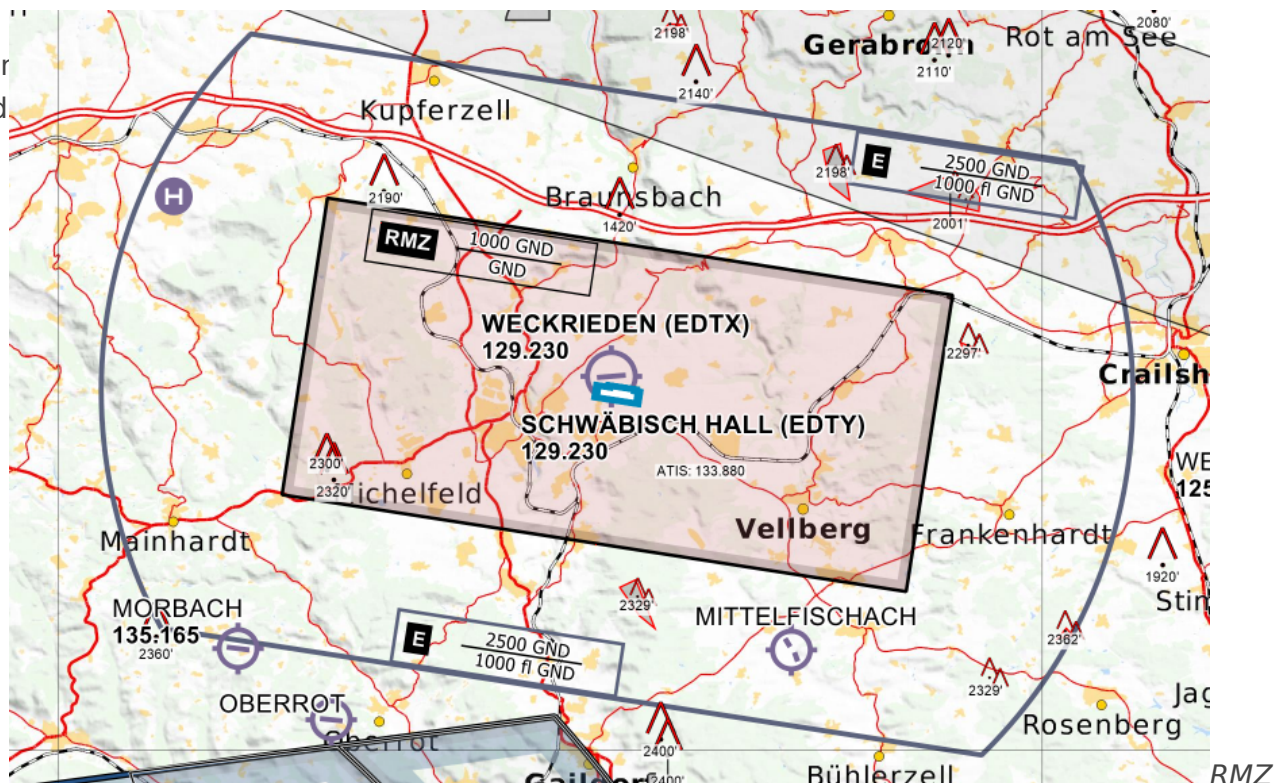 2198'
Gerabronn
2120'
2110'
Rot am See
2080'
2140'
Kupferzell
E
2500 GND
1000 fl GND
2198'
2190'
Braunsbach
1420'
2001'
RMZ
1000 GND
GND
WECKRIEDEN (EDTX)
129.230
H
2297'
Crailsh
SCHWÄBISCH HALL (EDTY)
129.230
ATIS: 133.880
2300'
2320'
ichelfeld
WE
125
Vellberg
Frankenhardt
Mainhardt
1920'
Stim
MORBACH
135.165
2360'
2329'
MITTELFISCHACH
2362'
E
2500 GND
1000 fl GND
2329'
OBERROT
Oberrot
Jag
Rosenberg
2400'
2400'
Gaildorf
Bühlerzell
RMZ